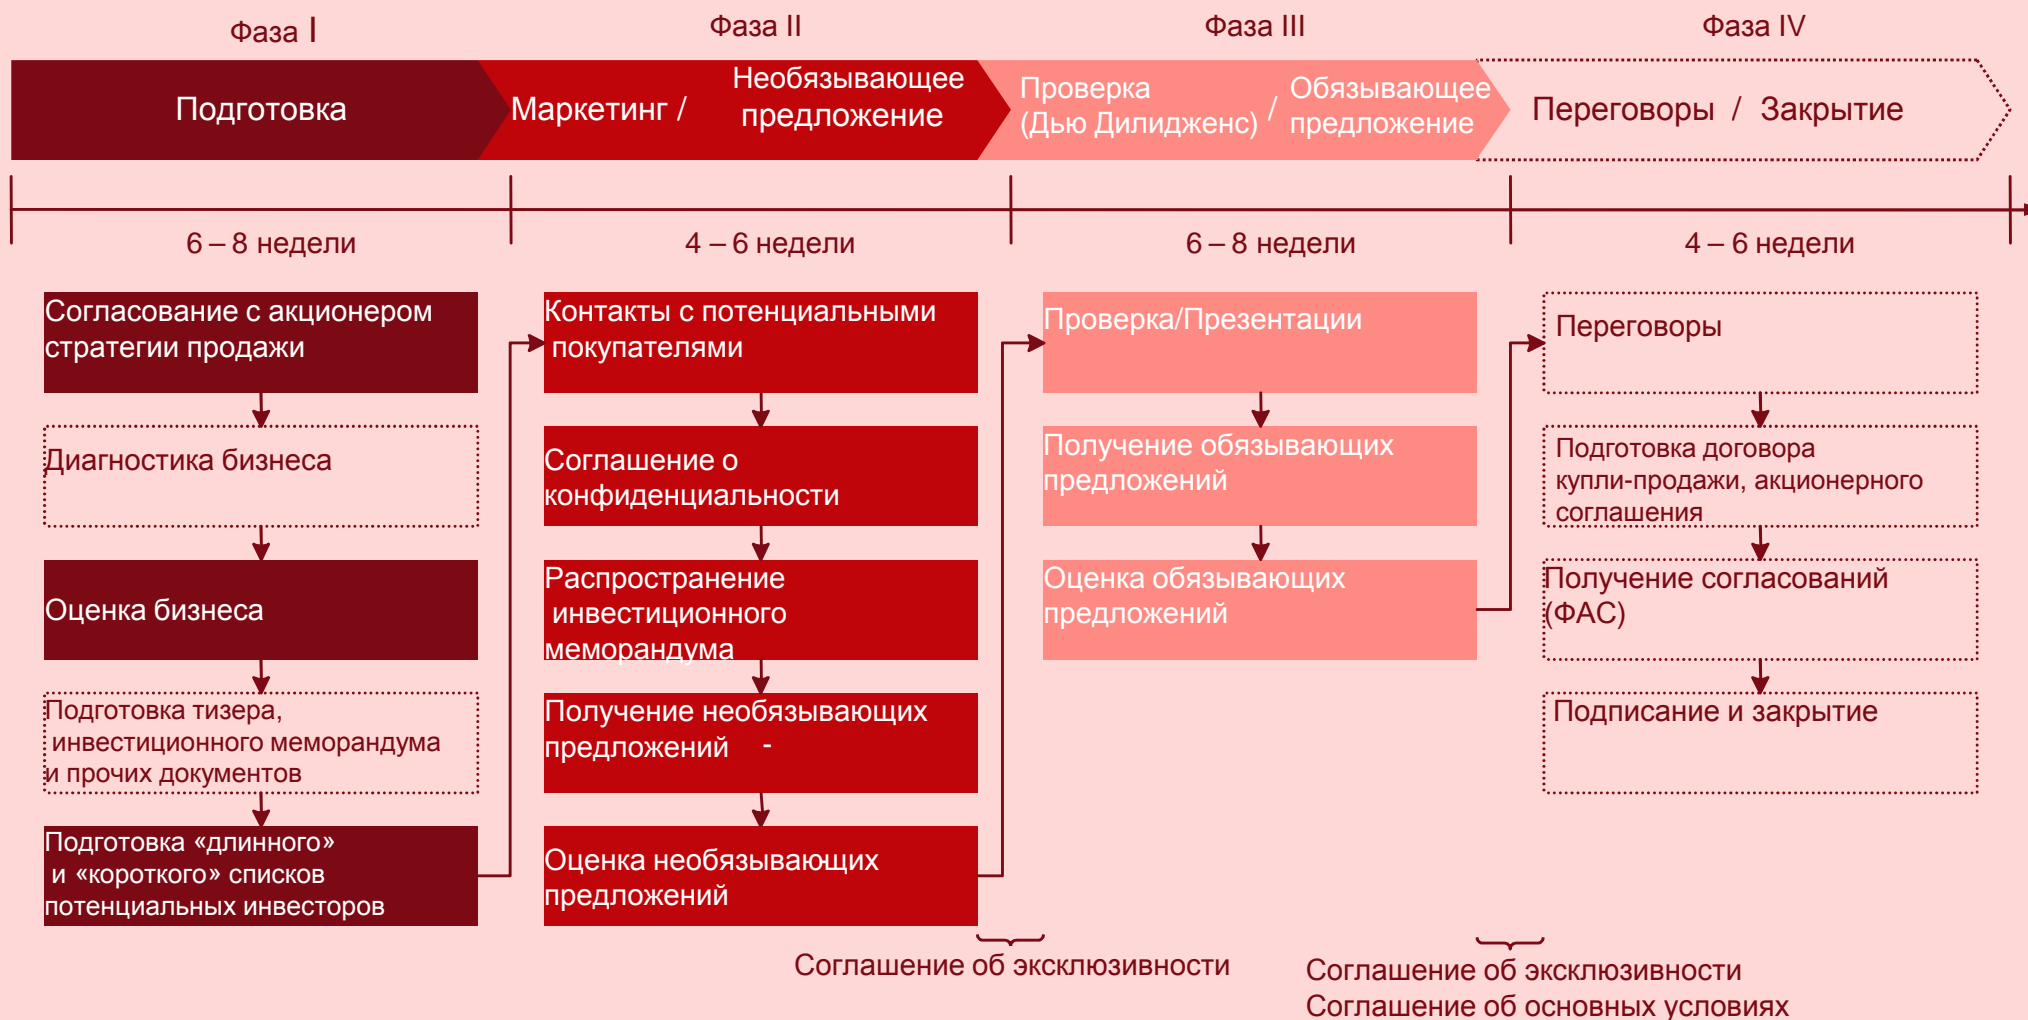 Фаза I
Фаза II
Фаза III
Фаза IV
Подготовка
Маркетинг /
Необязывающее
предложение
Проверка
(Дью Дилидженс)
/
Обязывающее
предложение
Переговоры / Закрытие
6 – 8 недели
4 – 6 недели
6 – 8 недели
4 – 6 недели
Согласование с акционером
стратегии продажи
Диагностика бизнеса
Оценка бизнеса
Подготовка тизера,
инвестиционного меморандума
и прочих документов
Подготовка «длинного»
и «короткого» списков
потенциальных инвесторов
Контакты с потенциальными
покупателями
Соглашение о
конфиденциальности
Распространение
инвестиционного
меморандума
Получение необязывающих
предложений -
Оценка необязывающих
предложений
Проверка/Презентации
Получение обязывающих
предложений
Оценка обязывающих
предложений
Переговоры
Подготовка договора
купли-продажи, акционерного
соглашения
Получение согласований
(ФАС)
Подписание и закрытие
Соглашение об эксклюзивности
Соглашение об эксклюзивности
Соглашение об основных условиях